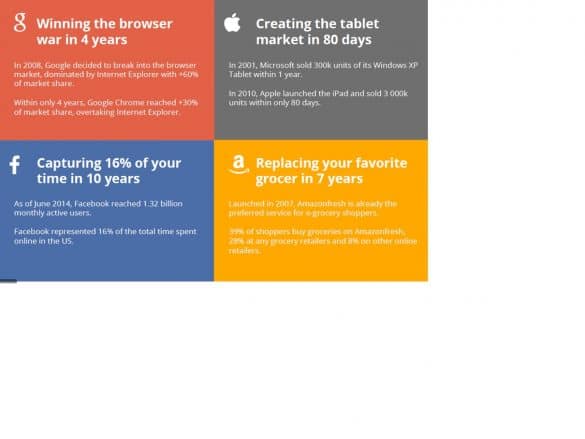 Winning the browser
war in 4 years
In 2008, Google decided to break into the browser
market, dominated by Internet Explorer with +60%
of market share.
Within only 4 years, Google Chrome reached +30%
of market share, overtaking Internet Explorer.
Creating the tablet
market in 80 days
In 2001, Microsoft sold 300k units of its Windows XP
Tablet within 1 year.
In 2010, Apple launched the iPad and sold 3 000k
units within only 80 days.
Capturing 16% of your
time in 10 years
As of June 2014, Facebook reached 1.32 billion
monthly active users.
Facebook represented 16% of the total time spent
online in the US.
Replacing your favorite
grocer in 7 years
Launched in 2007, Amazonfresh is already the
preferred service for e-grocery shoppers.
39% of shoppers buy groceries on Amazonfresh,
28% at any grocery retailers and 8% on other online
retailers.